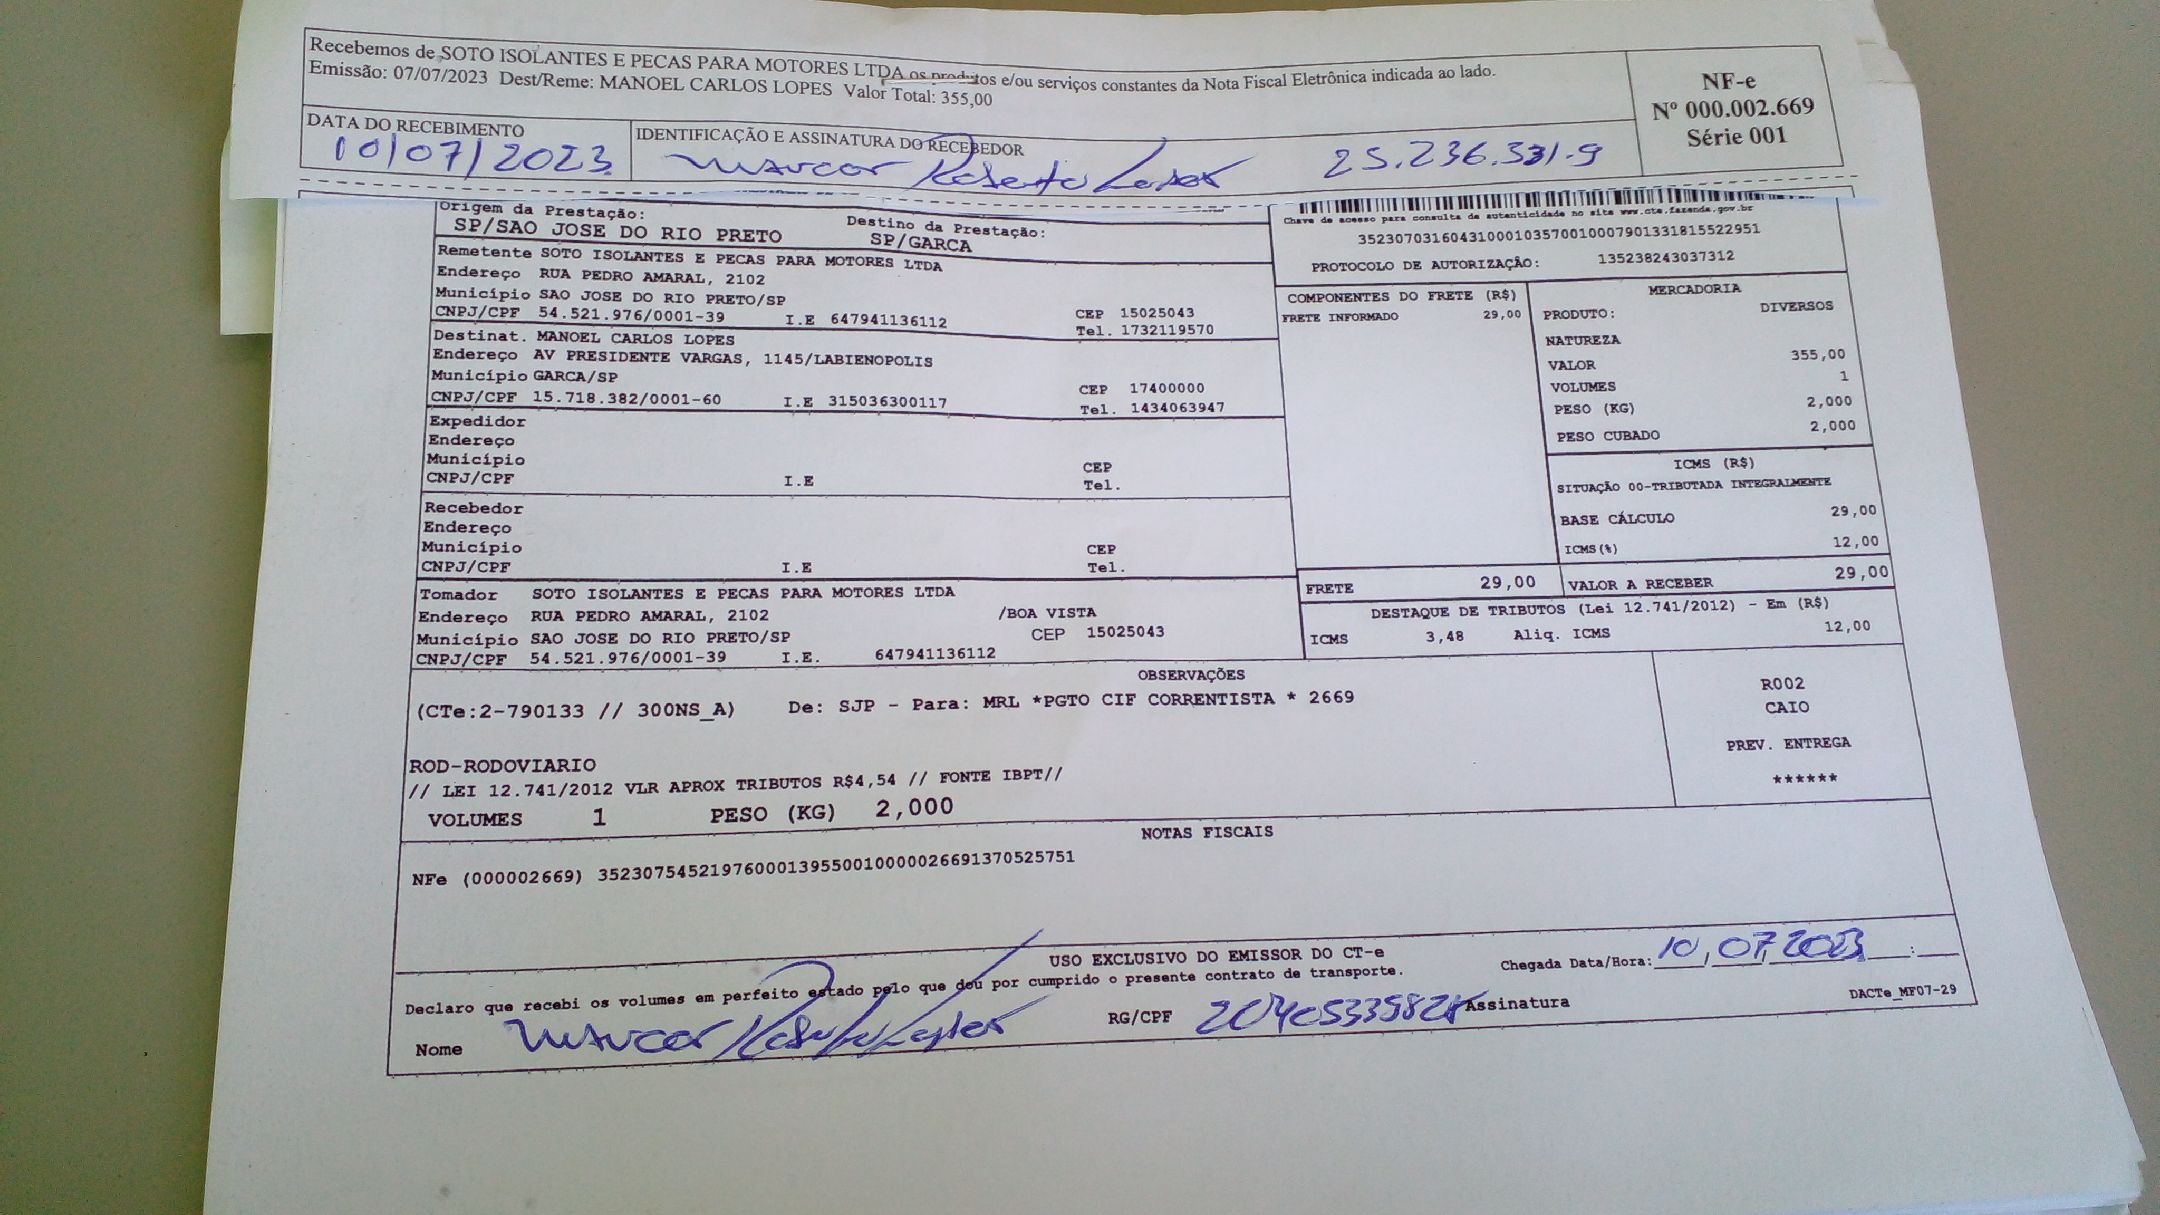 Recebemos de SOTO ISOLANTES E PECAS PARA MOTORES LTDA os produtos e/ou serviços constantes da Nota Fiscal Eletrônica indicada ao lado.
Emissão: 07/07/2023 Dest/Reme: MANOEL CARLOS LOPES Valor Total: 355,00
NF-e
Nº 000.002.669
Série 001
DATA DO RECEBIMENTO
10/07/2023
IDENTIFICAÇÃO E ASSINATURA DO RECEBEDOR
25.236.331-9
Origem da Prestação:
SP/SAO JOSE DO RIO PRETO
Destino da Prestação:
SP/GARCA
Chave de acesso para consulta de autenticidade no site www.cte.fazenda.gov.br
35230703160431000103570010007901331815522951
PROTOCOLO DE AUTORIZAÇÃO: 135238243037312
Remetente SOTO ISOLANTES E PECAS PARA MOTORES LTDA
Endereço RUA PEDRO AMARAL, 2102
Município SAO JOSE DO RIO PRETO/SP CEP 15025043
CNPJ/CPF 54.521.976/0001-39 I.E 647941136112 Tel. 1732119570
Destinat. MANOEL CARLOS LOPES
Endereço AV PRESIDENTE VARGAS, 1145/LABIENOPOLIS
Município GARCA/SP CEP 17400000
CNPJ/CPF 15.718.382/0001-60 I.E 315036300117 Tel. 1434063947
Expedidor
Endereço
Município CEP
CNPJ/CPF I.E Tel.
Recebedor
Endereço
Município CEP
CNPJ/CPF I.E Tel.
Tomador SOTO ISOLANTES E PECAS PARA MOTORES LTDA
Endereço RUA PEDRO AMARAL, 2102 /BOA VISTA
Município SAO JOSE DO RIO PRETO/SP CEP 15025043
CNPJ/CPF 54.521.976/0001-39 I.E. 647941136112
COMPONENTES DO FRETE (R$)
FRETE INFORMADO 29,00
MERCADORIA
PRODUTO: DIVERSOS
NATUREZA
VALOR 355,00
VOLUMES 1
PESO (KG) 2,000
PESO CUBADO 2,000
ICMS (R$)
SITUAÇÃO 00-TRIBUTADA INTEGRALMENTE
BASE CÁLCULO 29,00
ICMS(%) 12,00
FRETE 29,00 VALOR A RECEBER 29,00
DESTAQUE DE TRIBUTOS (Lei 12.741/2012) - Em (R$)
ICMS 3,48 Aliq. ICMS 12,00
OBSERVAÇÕES
(CTe:2-790133 // 300NS_A) De: SJP - Para: MRL *PGTO CIF CORRENTISTA * 2669
ROD-RODOVIARIO
// LEI 12.741/2012 VLR APROX TRIBUTOS R$4,54 // FONTE IBPT//
VOLUMES 1 PESO (KG) 2,000
R002
CAIO
PREV. ENTREGA
******
NOTAS FISCAIS
NFe (000002669) 35230754521976000139550010000026691370525751
USO EXCLUSIVO DO EMISSOR DO CT-e
Declaro que recebi os volumes em perfeito estado pelo que dou por cumprido o presente contrato de transporte.
Chegada Data/Hora: 10/07/2023 :
Nome RG/CPF Assinatura
DACTe_MF07-29